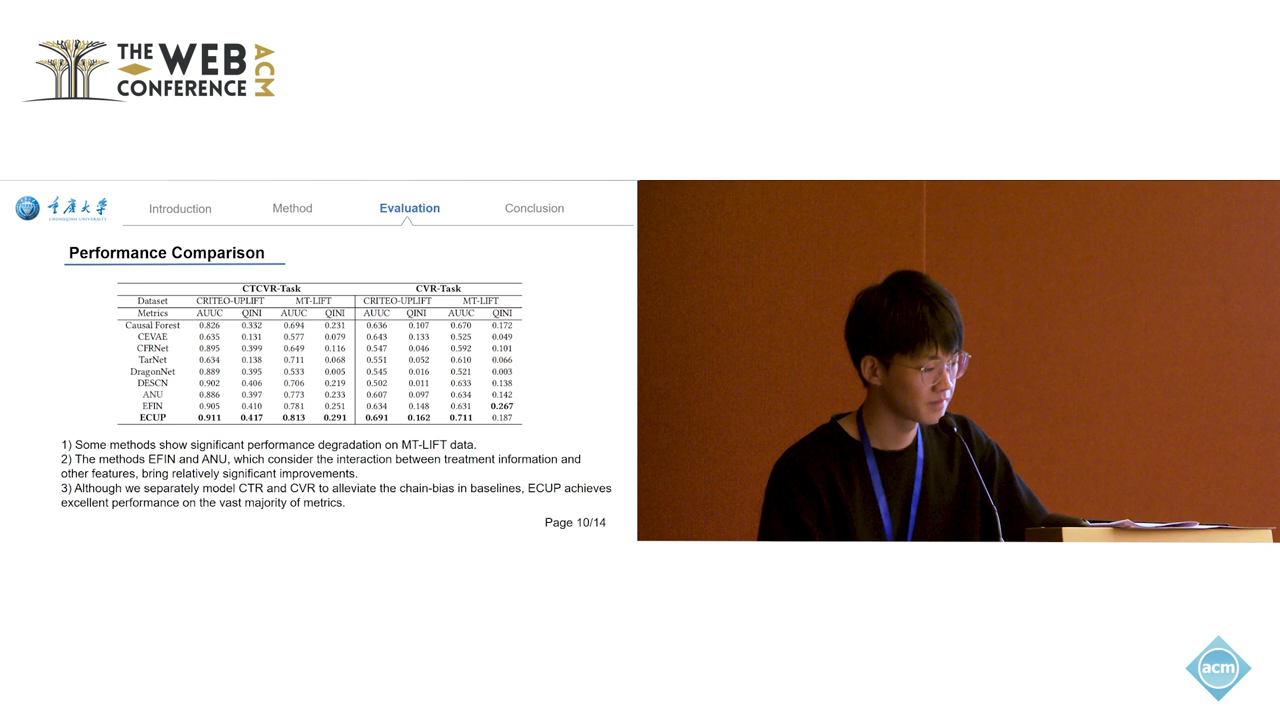 THE WEB
CONFERENCE
ACM
重庆大学
CHONGQING UNIVERSITY
Introduction Method Evaluation Conclusion
Performance Comparison
CTCVR-Task CVR-Task
Dataset CRITEO-UPLIFT MT-LIFT CRITEO-UPLIFT MT-LIFT
Metrics AUUC QINI AUUC QINI AUUC QINI AUUC QINI
Causal Forest 0.826 0.332 0.694 0.231 0.636 0.107 0.670 0.172
CEVAE 0.635 0.131 0.577 0.079 0.643 0.133 0.525 0.049
CFRNet 0.895 0.399 0.649 0.116 0.547 0.046 0.592 0.101
TarNet 0.634 0.138 0.711 0.068 0.551 0.052 0.610 0.066
DragonNet 0.889 0.395 0.533 0.005 0.545 0.016 0.521 0.003
DESCN 0.902 0.406 0.706 0.219 0.502 0.011 0.633 0.138
ANU 0.886 0.397 0.773 0.233 0.607 0.097 0.634 0.142
EFIN 0.905 0.410 0.781 0.251 0.634 0.148 0.631 0.267
ECUP 0.911 0.417 0.813 0.291 0.691 0.162 0.711 0.187
1) Some methods show significant performance degradation on MT-LIFT data.
2) The methods EFIN and ANU, which consider the interaction between treatment information and
other features, bring relatively significant improvements.
3) Although we separately model CTR and CVR to alleviate the chain-bias in baselines, ECUP achieves
excellent performance on the vast majority of metrics.
Page 10/14
acm